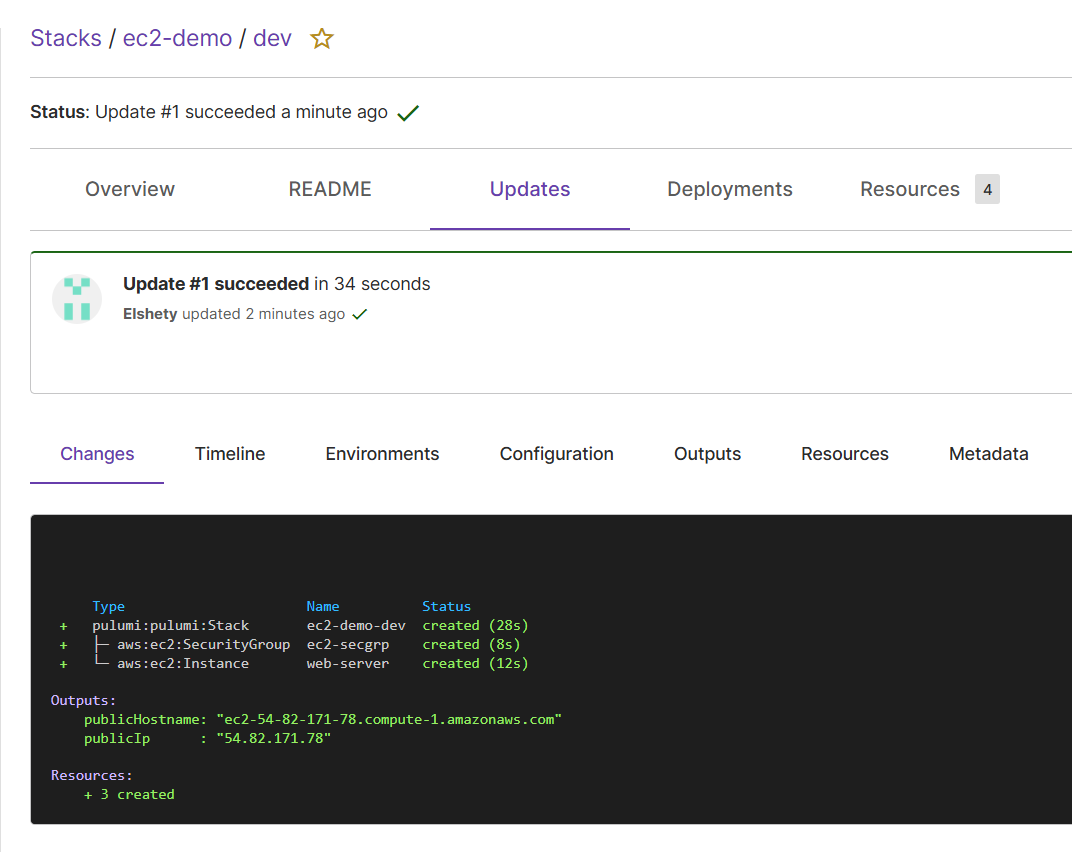 Stacks / ec2-demo / dev
Status: Update #1 succeeded a minute ago
Overview README Updates Deployments Resources 4
Update #1 succeeded in 34 seconds
Elshety updated 2 minutes ago
Changes Timeline Environments Configuration Outputs Resources Metadata
Type Name Status
+ pulumi:pulumi:Stack ec2-demo-dev created (28s)
+ ├─ aws:ec2:SecurityGroup ec2-secgrp created (8s)
+ └─ aws:ec2:Instance web-server created (12s)
Outputs:
publicHostname: "ec2-54-82-171-78.compute-1.amazonaws.com"
publicIp : "54.82.171.78"
Resources:
+ 3 created